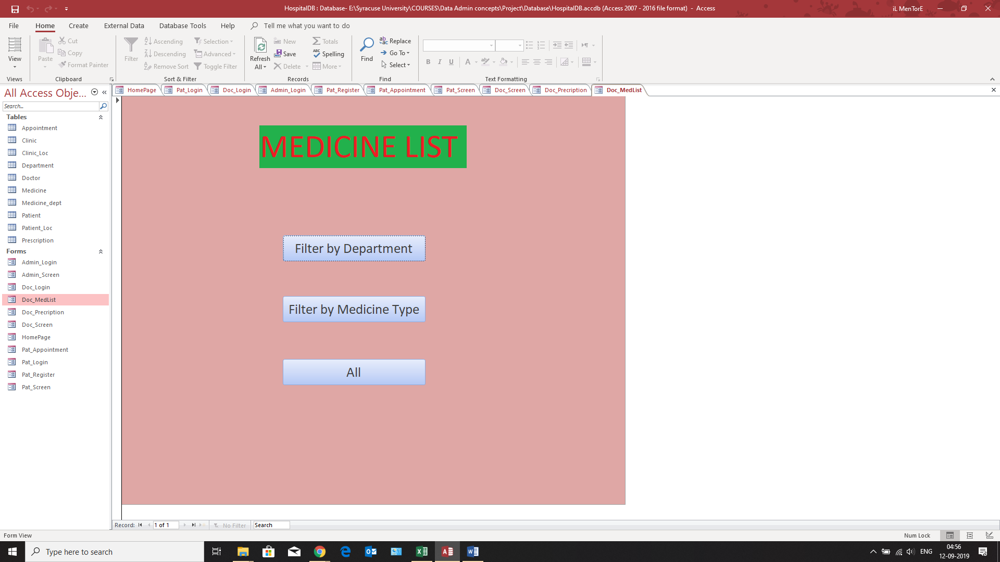 HospitalDB : Database- E:\Syracuse University\COURSES\Data Admin concepts\Project\Database\HospitalDB.accdb (Access 2007 - 2016 file format)  -  Access
iL MenTorE
File Home Create External Data Database Tools Help Tell me what you want to do
View
Views
Paste
Cut
Copy
Format Painter
Clipboard
Filter
Ascending
Descending
Remove Sort
Selection
Advanced
Toggle Filter
Sort & Filter
Refresh
All
New
Save
Delete
Totals
Spelling
More
Records
Find
Replace
Go To
Select
Find
B I U A
Text Formatting
HomePage Pat_Login Doc_Login Admin_Login Pat_Register Pat_Appointment Pat_Screen Doc_Screen Doc_Precription Doc_MedList
All Access Obje...
Search...
Tables
Appointment
Clinic
Clinic_Loc
Department
Doctor
Medicine
Medicine_dept
Patient
Patient_Loc
Prescription
Forms
Admin_Login
Admin_Screen
Doc_Login
Doc_MedList
Doc_Precription
Doc_Screen
HomePage
Pat_Appointment
Pat_Login
Pat_Register
Pat_Screen
MEDICINE LIST
Filter by Department
Filter by Medicine Type
All
Record: 1 of 1 No Filter Search
Form View
Num Lock
Type here to search
ENG
04:56
12-09-2019